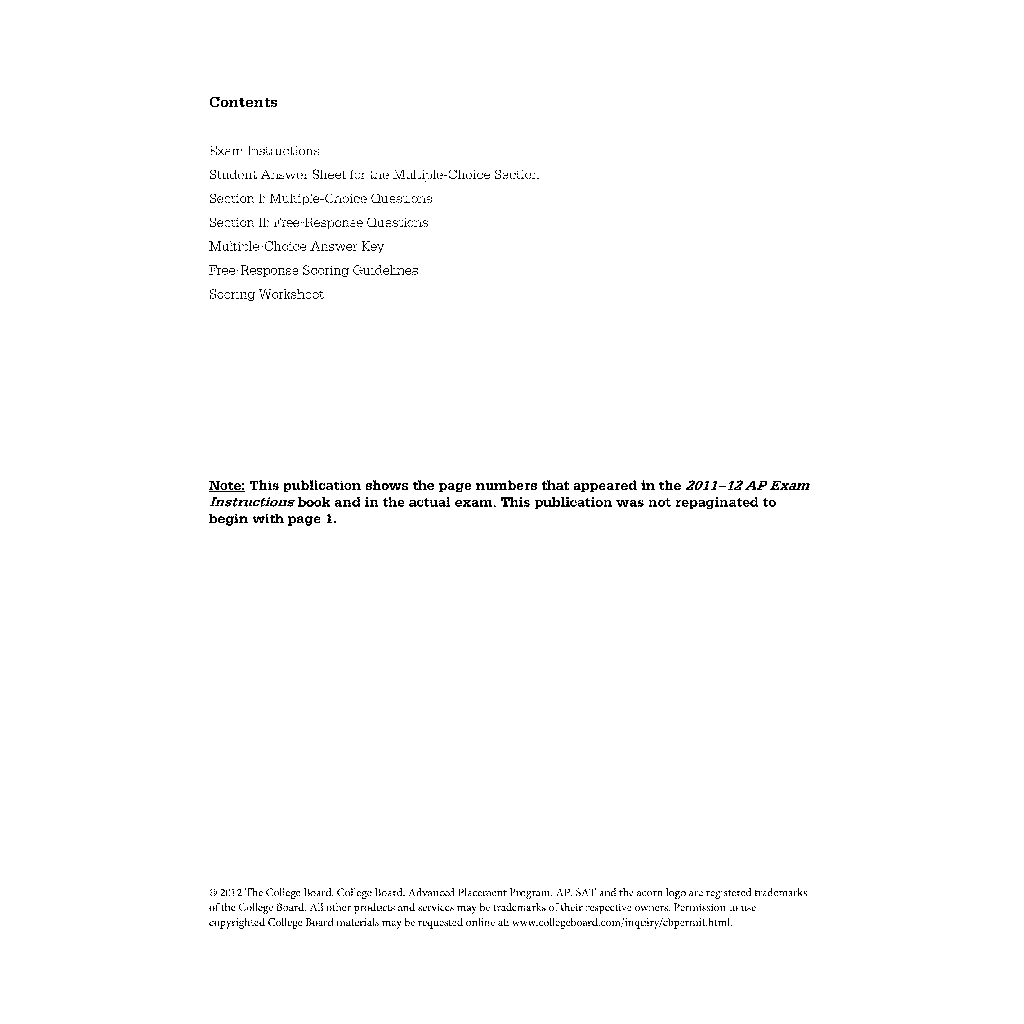 Contents
Exam Instructions
Student Answer Sheet for the Multiple-Choice Section
Section I: Multiple-Choice Questions
Section II: Free-Response Questions
Multiple-Choice Answer Key
Free-Response Scoring Guidelines
Scoring Worksheet
Note: This publication shows the page numbers that appeared in the 2011–12 AP Exam
Instructions book and in the actual exam. This publication was not repaginated to
begin with page 1.
© 2012 The College Board. College Board, Advanced Placement Program, AP, SAT and the acorn logo are registered trademarks
of the College Board. All other products and services may be trademarks of their respective owners. Permission to use
copyrighted College Board materials may be requested online at: www.collegeboard.com/inquiry/cbpermit.html.